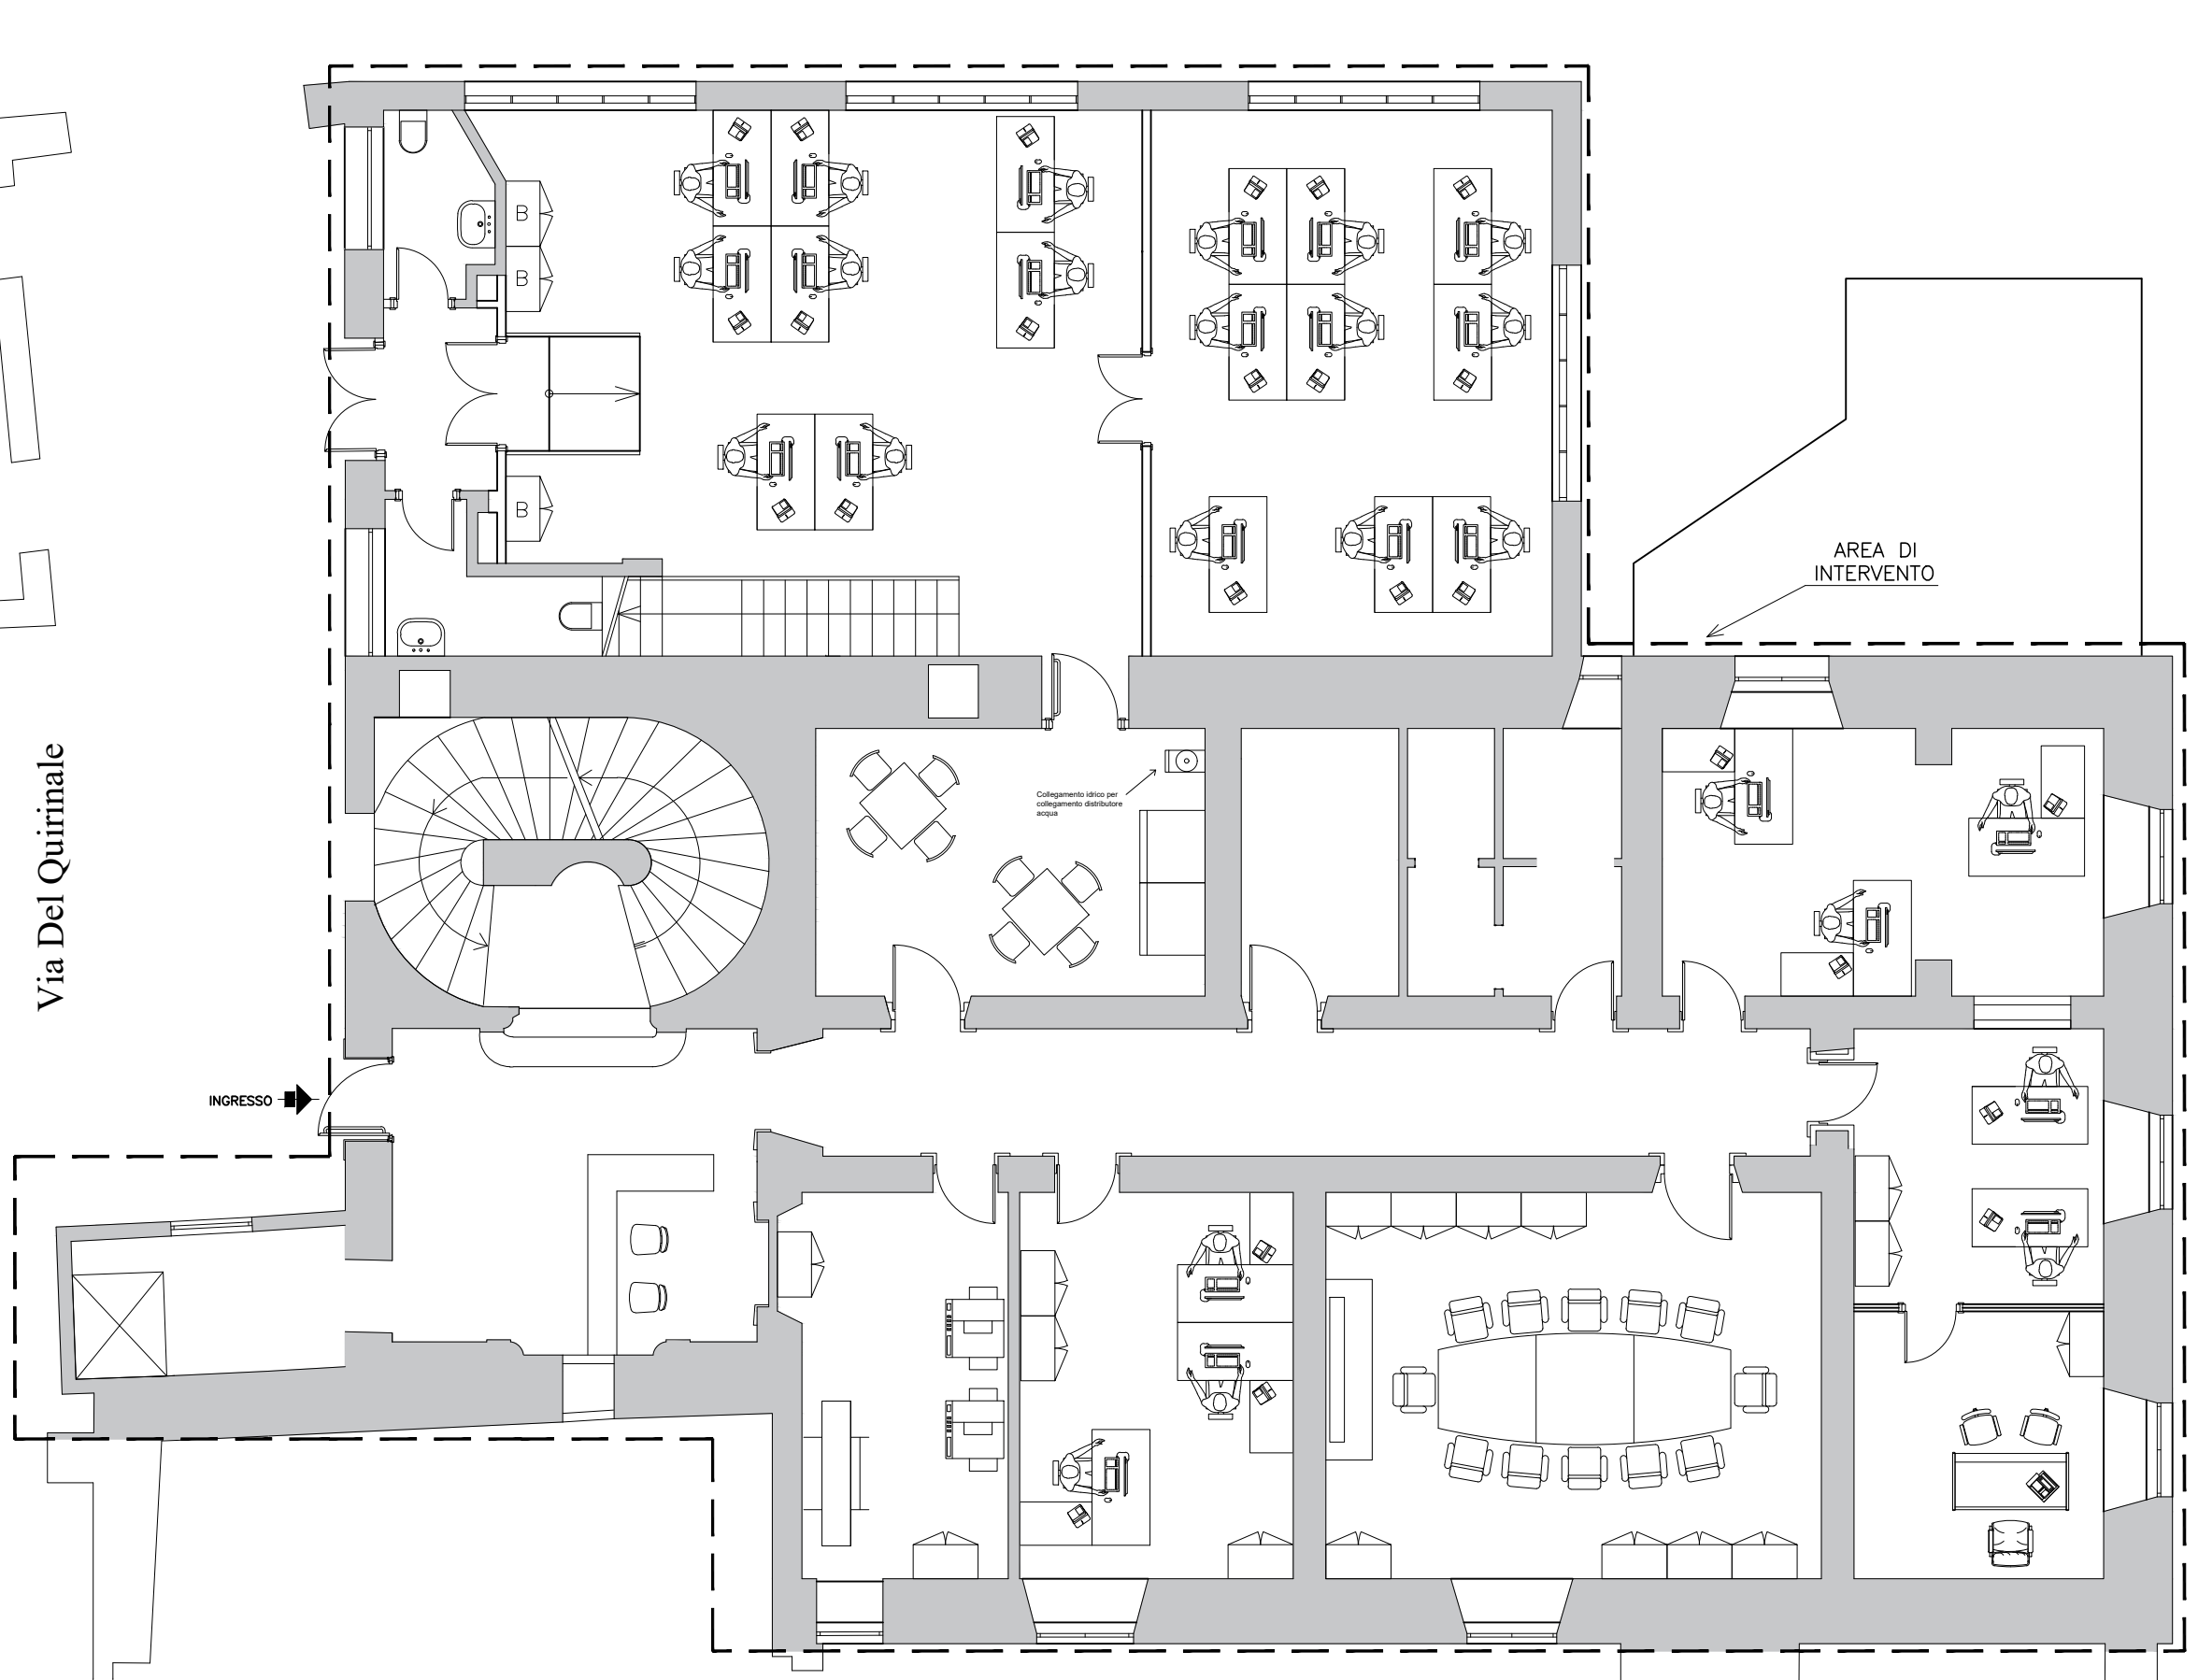 B
B
B
AREA DI
INTERVENTO
Via Del Quirinale
Collegamento idrico per
collegamento distributore
acqua
INGRESSO